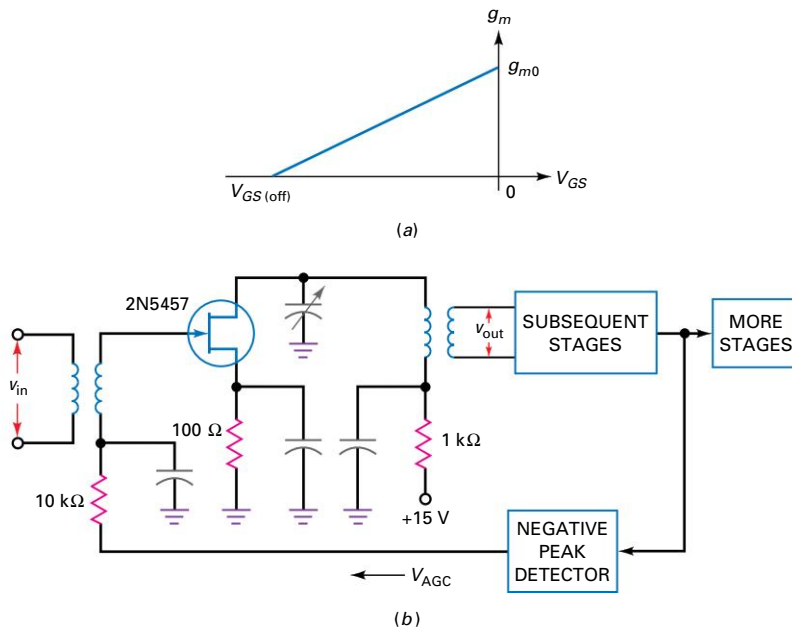 g_m
g_m0
V_GS (off)
0
V_GS
(a)
2N5457
v_in
v_out
SUBSEQUENT
STAGES
MORE
STAGES
100 Ω
1 kΩ
10 kΩ
+15 V
NEGATIVE
PEAK
DETECTOR
V_AGC
(b)